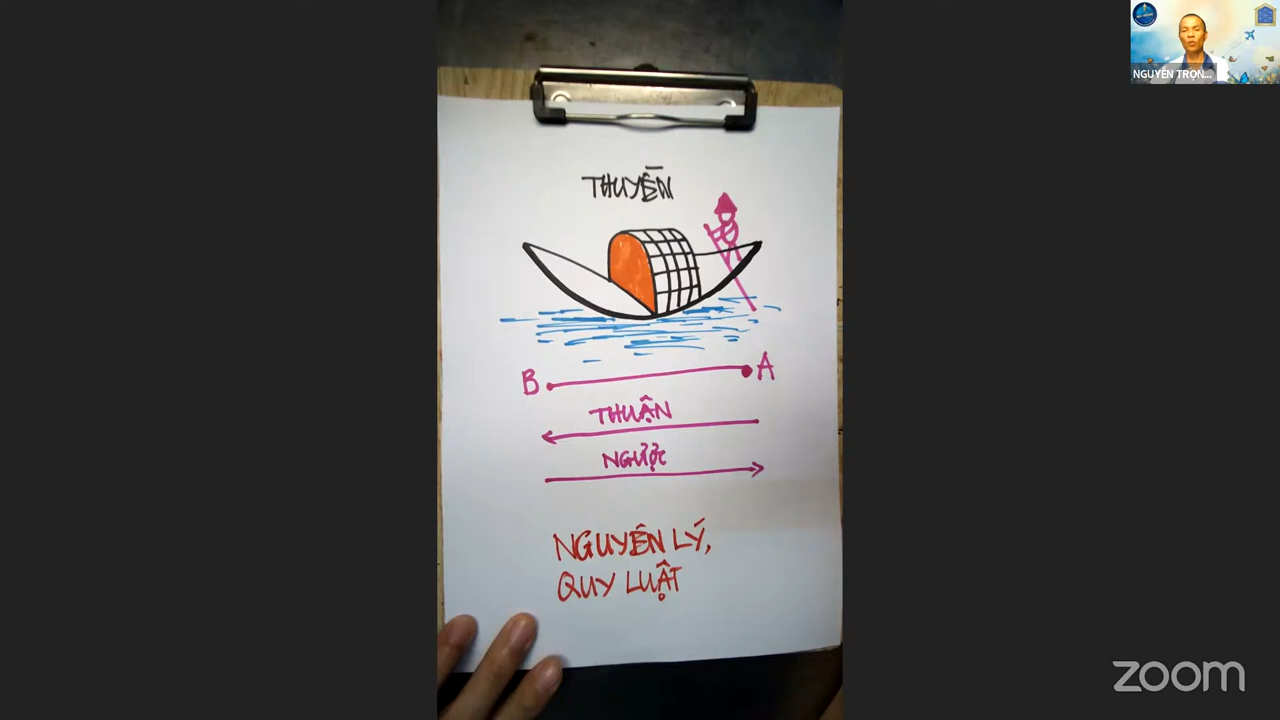 NGUYỄN TRỌN...
THUYỀN
B A
THUẬN
NGƯỢC
NGUYÊN LÝ,
QUY LUẬT
zoom